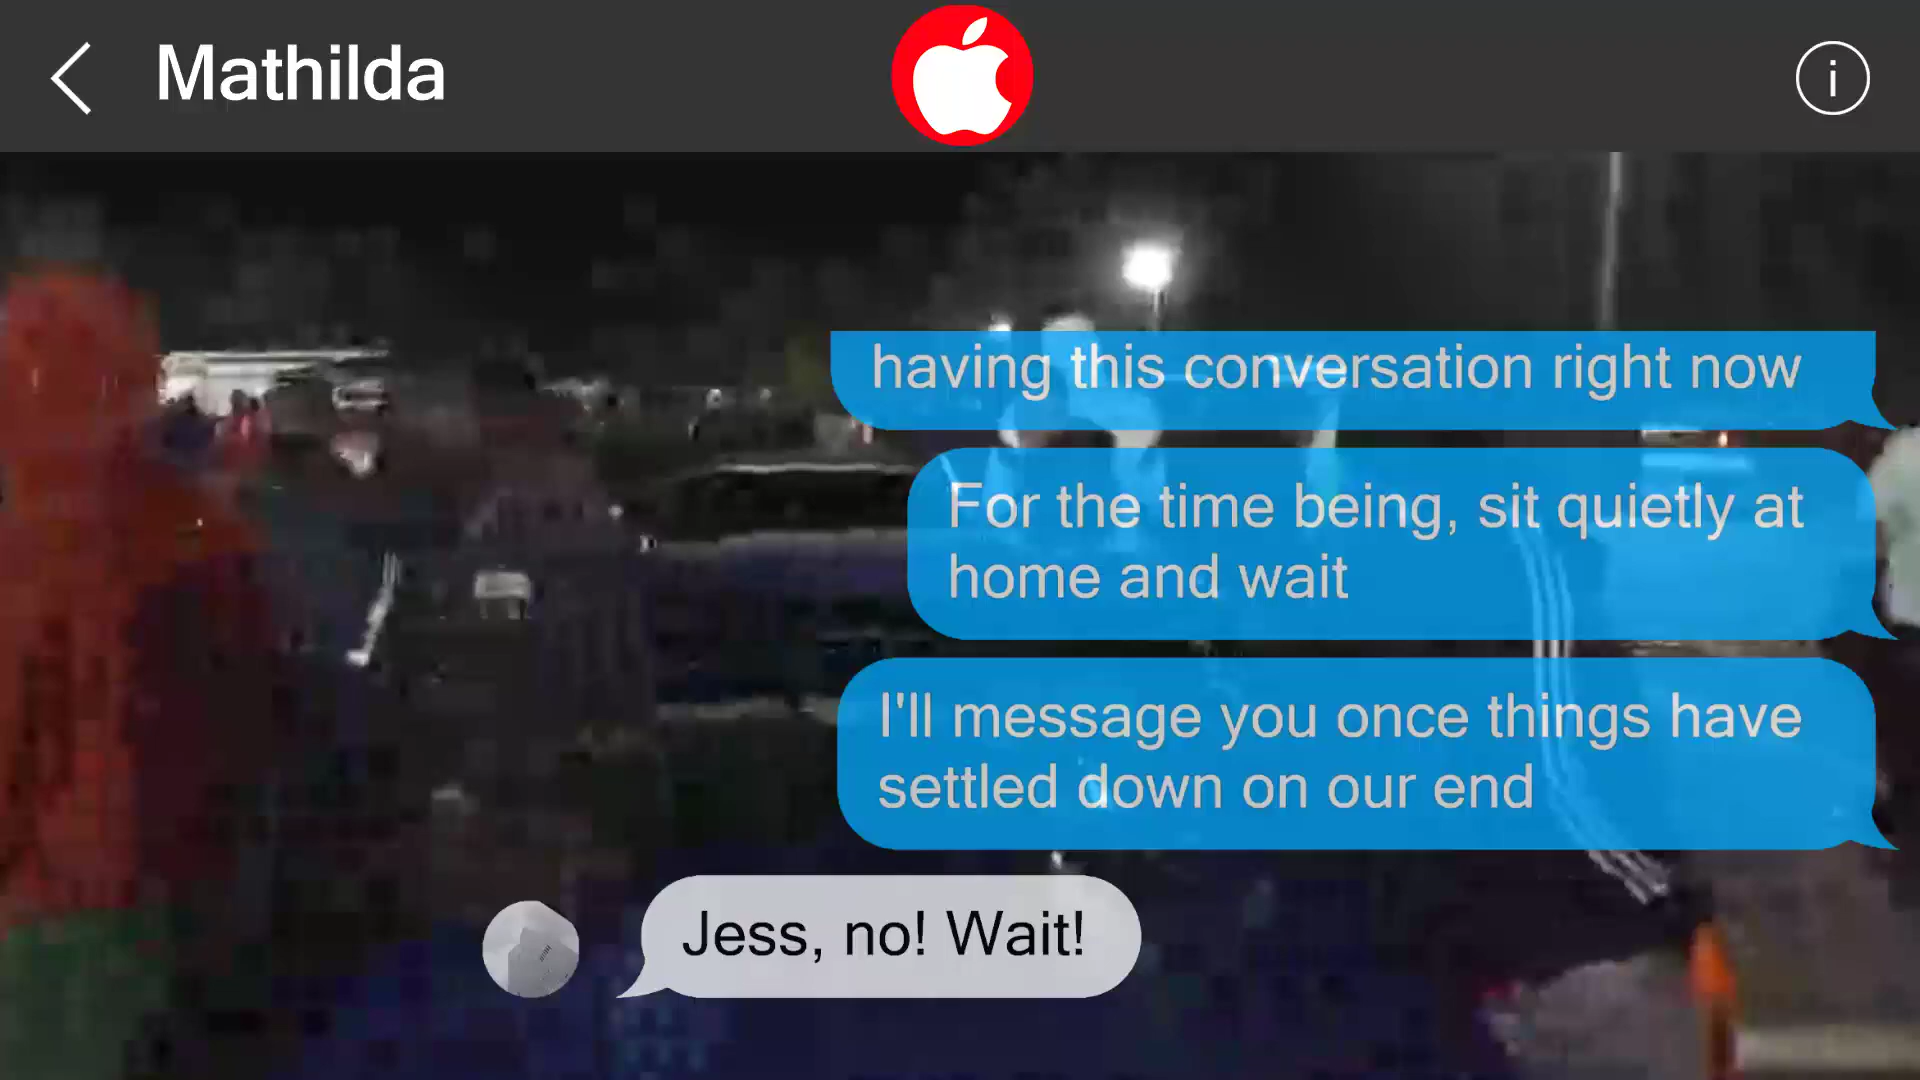 Mathilda
having this conversation right now
For the time being, sit quietly at
home and wait
I'll message you once things have
settled down on our end
Jess, no! Wait!